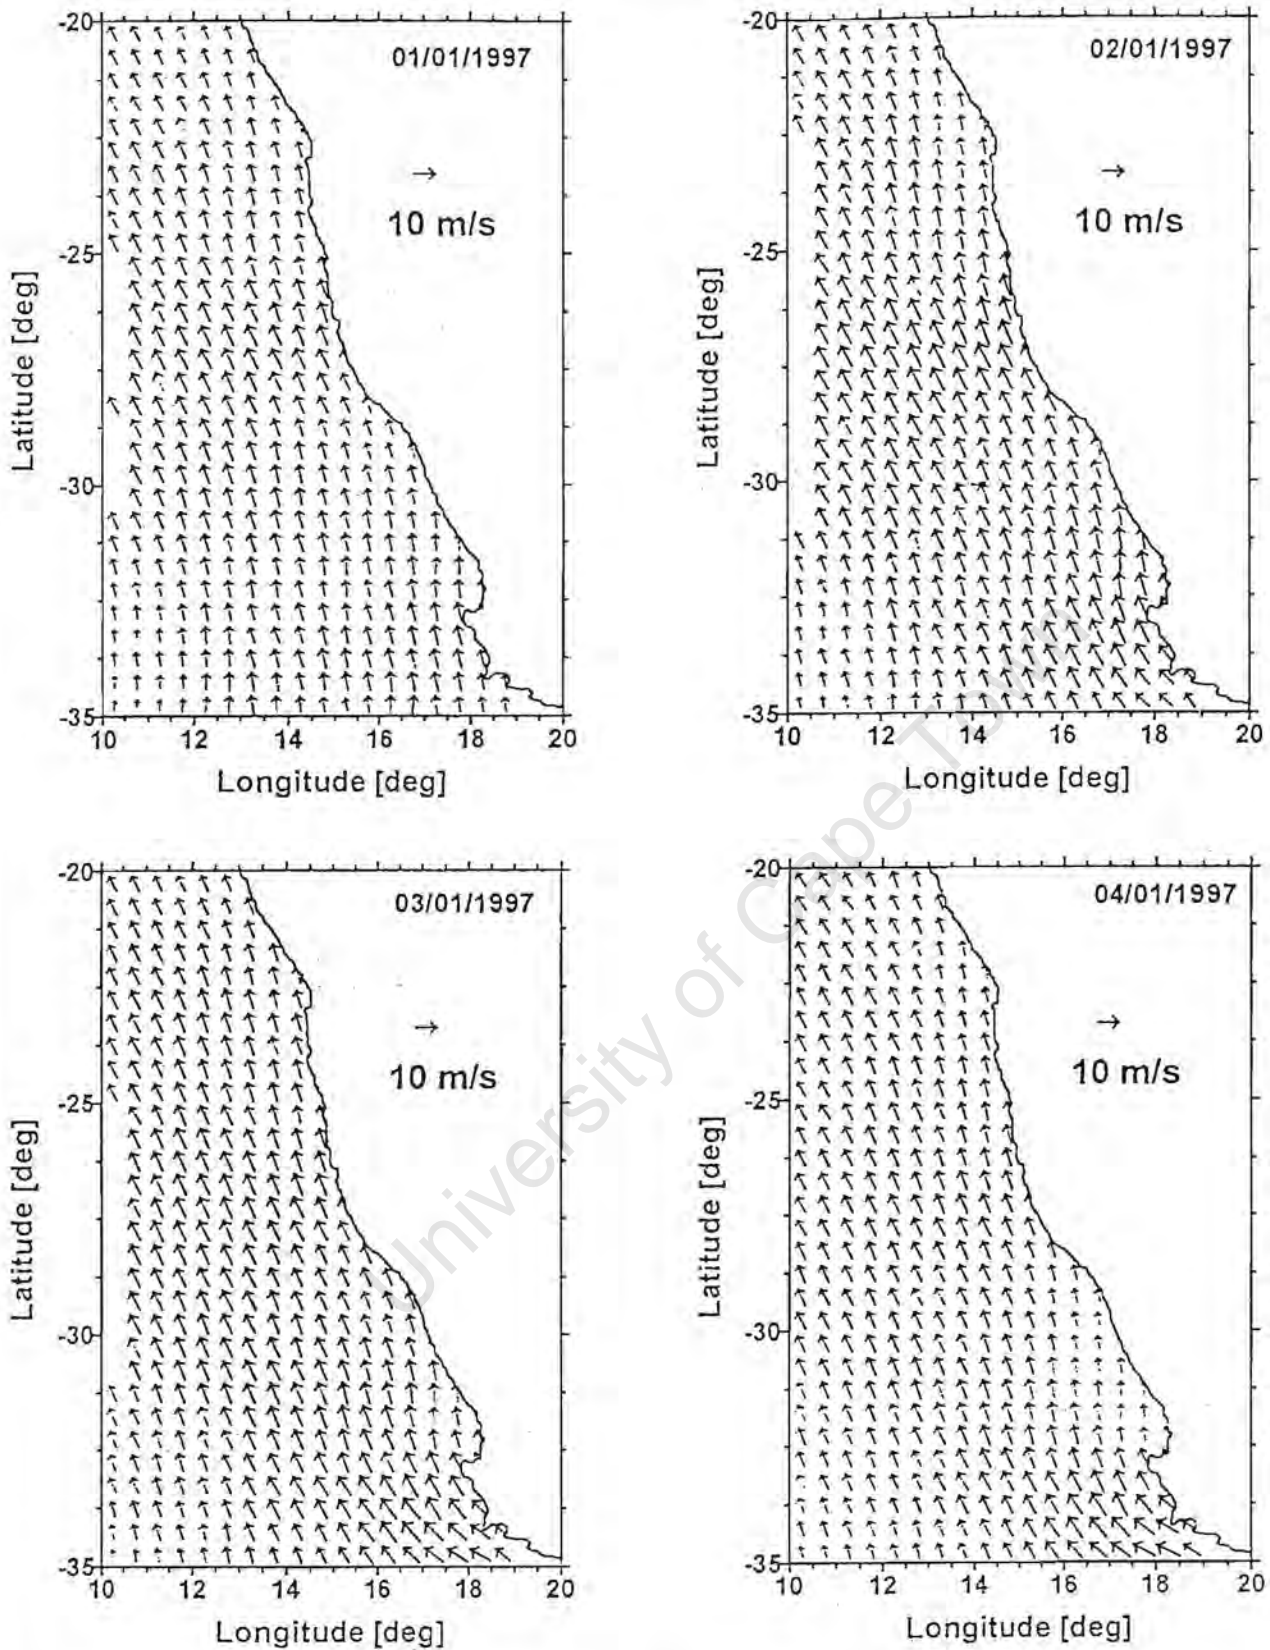 -20
01/01/1997
10 m/s
-25
-30
-35
10 12 14 16 18 20
Latitude [deg]
Longitude [deg]
-20
02/01/1997
10 m/s
-25
-30
-35
10 12 14 16 18 20
Latitude [deg]
Longitude [deg]
-20
03/01/1997
10 m/s
-25
-30
-35
10 12 14 16 18 20
Latitude [deg]
Longitude [deg]
-20
04/01/1997
10 m/s
-25
-30
-35
10 12 14 16 18 20
Latitude [deg]
Longitude [deg]
University of Cape Town